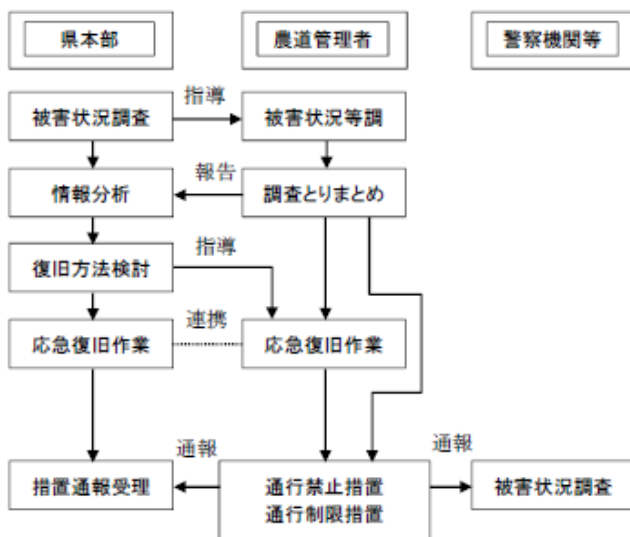 県本部
農道管理者
警察機関等
指導
被害状況調査
被害状況等調
報告
情報分析
調査とりまとめ
指導
復旧方法検討
連携
応急復旧作業
応急復旧作業
通報
通報
措置通報受理
通行禁止措置
通行制限措置
被害状況調査